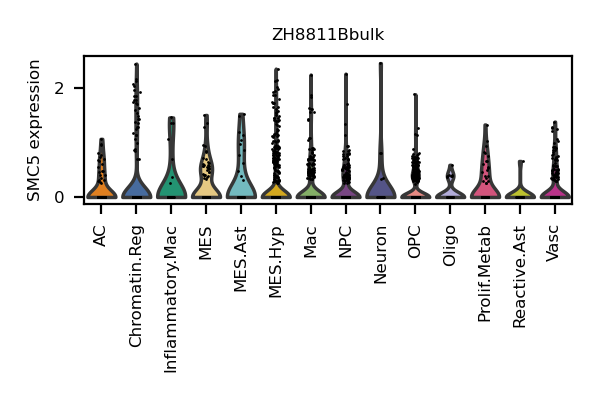 ZH8811Bbulk
SMC5 expression
2
0
AC
Chromatin.Reg
Inflammatory.Mac
MES
MES.Ast
MES.Hyp
Mac
NPC
Neuron
OPC
Oligo
Prolif.Metab
Reactive.Ast
Vasc